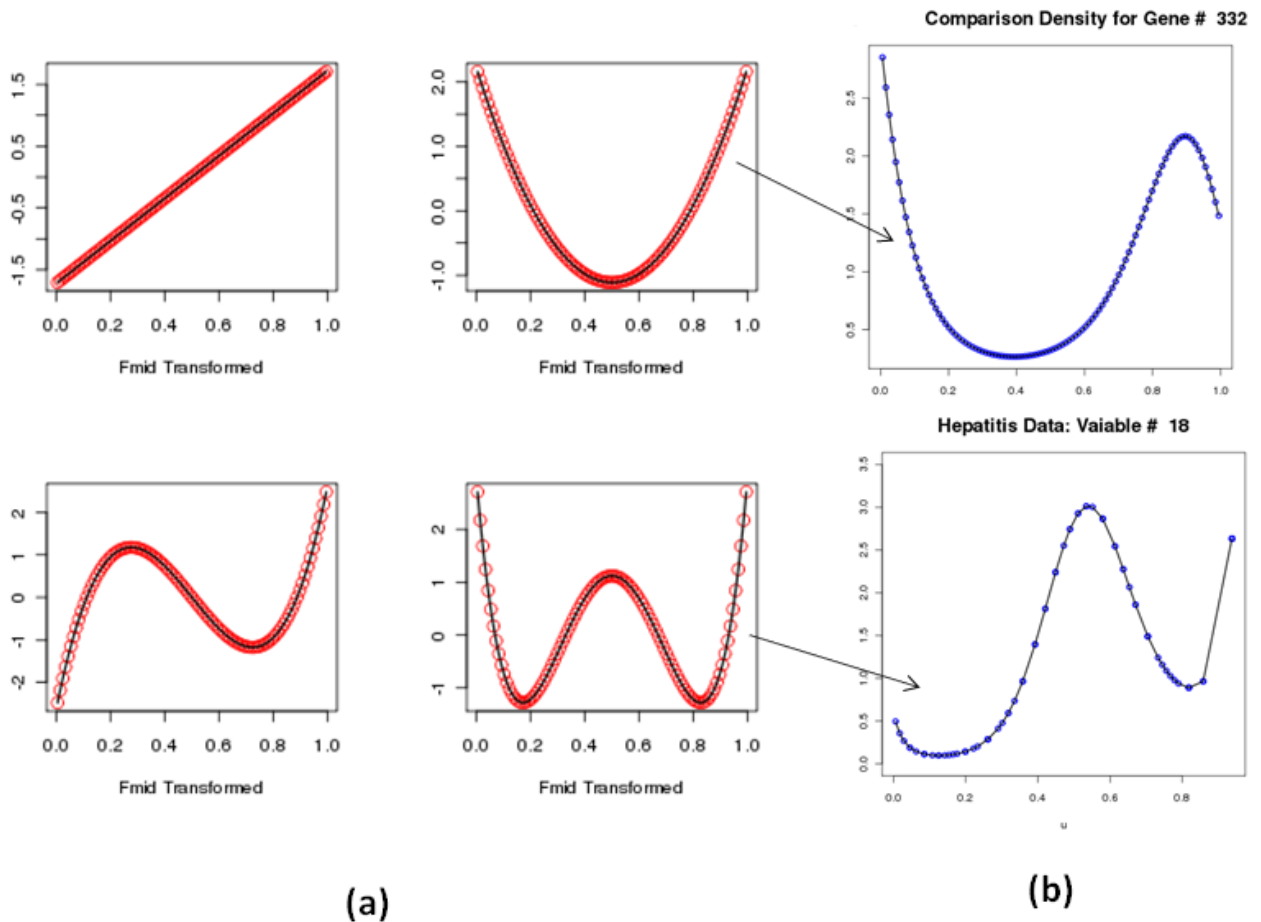 Comparison Density for Gene # 332
-1.5 -0.5 0.5 1.5
0.0 0.2 0.4 0.6 0.8 1.0
Fmid Transformed
-1.0 0.0 1.0 2.0
0.0 0.2 0.4 0.6 0.8 1.0
Fmid Transformed
0.5 1.0 1.5 2.0 2.5
0.0 0.2 0.4 0.6 0.8 1.0
Hepatitis Data: Vaiable # 18
-2 -1 0 1 2
0.0 0.2 0.4 0.6 0.8 1.0
Fmid Transformed
-1 0 1 2
0.0 0.2 0.4 0.6 0.8 1.0
Fmid Transformed
0.0 0.5 1.0 1.5 2.0 2.5 3.0 3.5
0.0 0.2 0.4 0.6 0.8
u
(a)
(b)